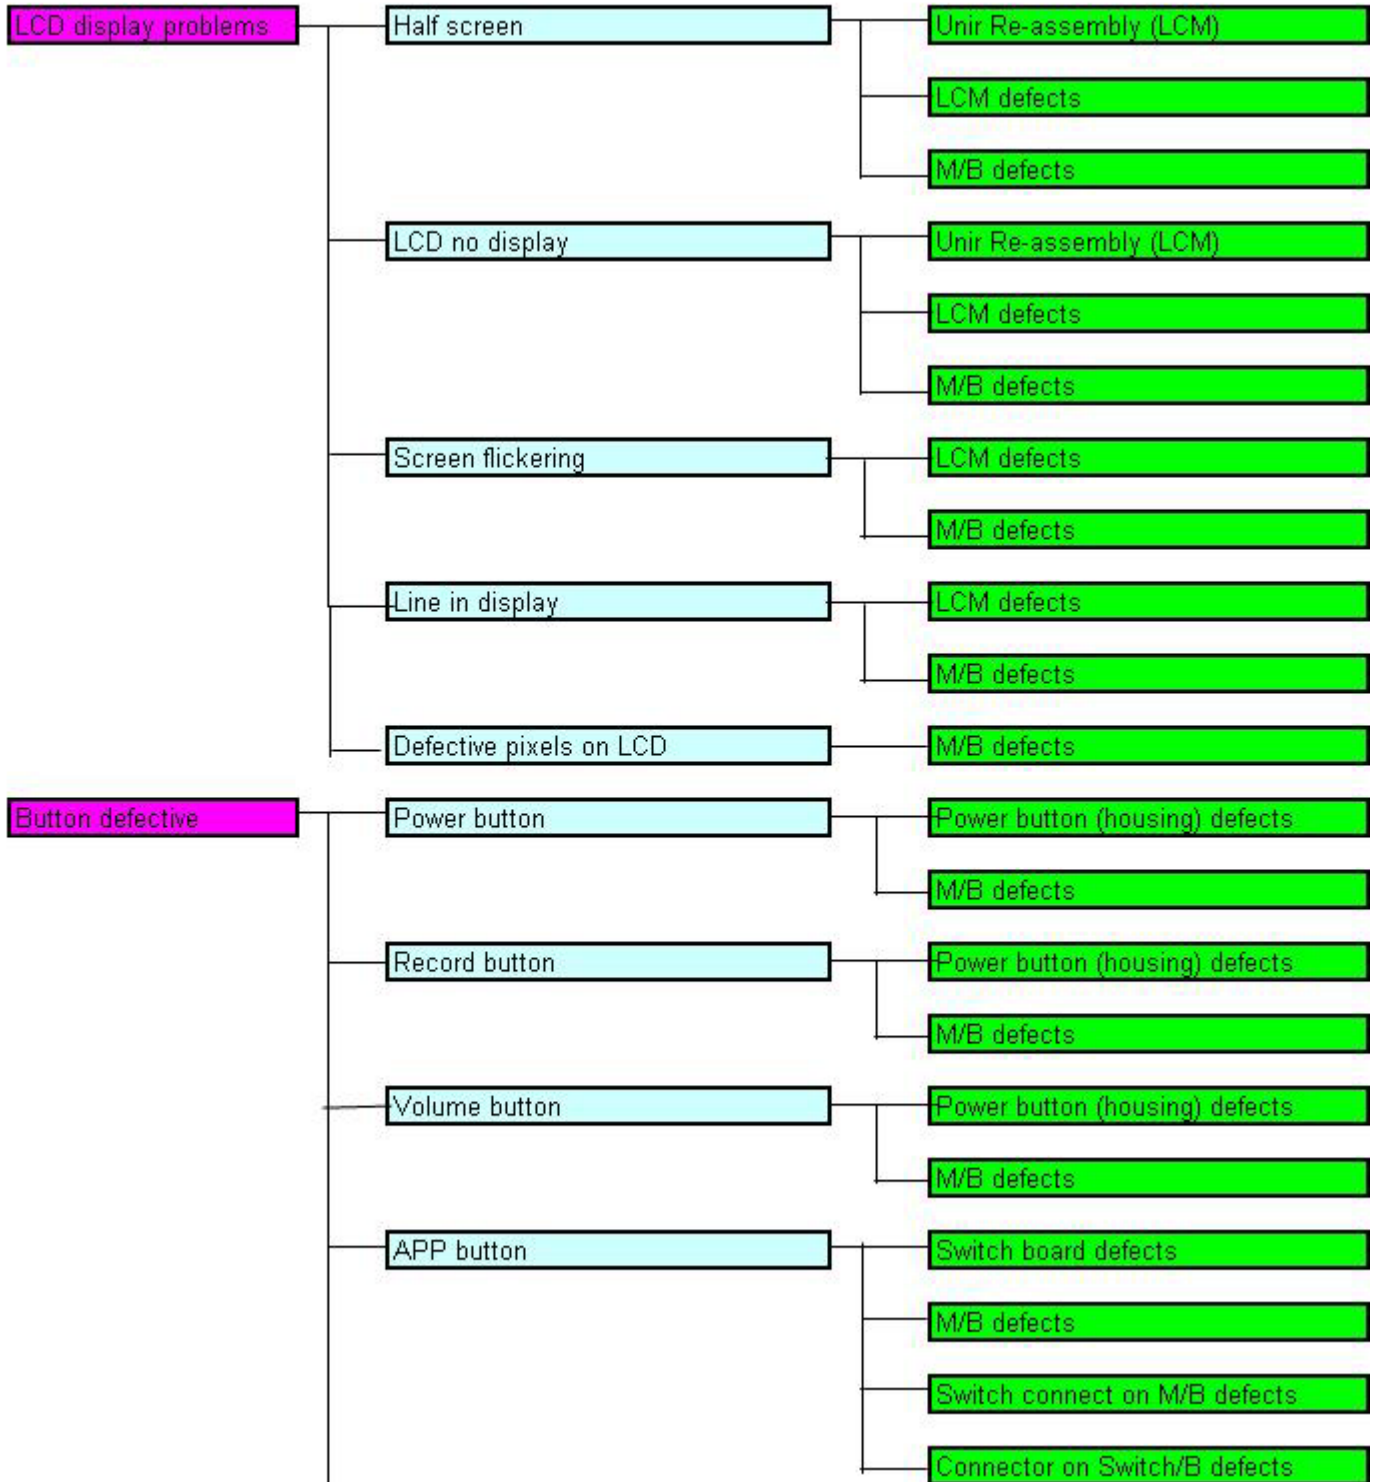 LCD display problems
Half screen
Unir Re-assembly (LCM)
LCM defects
M/B defects
LCD no display
Unir Re-assembly (LCM)
LCM defects
M/B defects
Screen flickering
LCM defects
M/B defects
Line in display
LCM defects
M/B defects
Defective pixels on LCD
M/B defects
Button defective
Power button
Power button (housing) defects
M/B defects
Record button
Power button (housing) defects
M/B defects
Volume button
Power button (housing) defects
M/B defects
APP button
Switch board defects
M/B defects
Switch connect on M/B defects
Connector on Switch/B defects